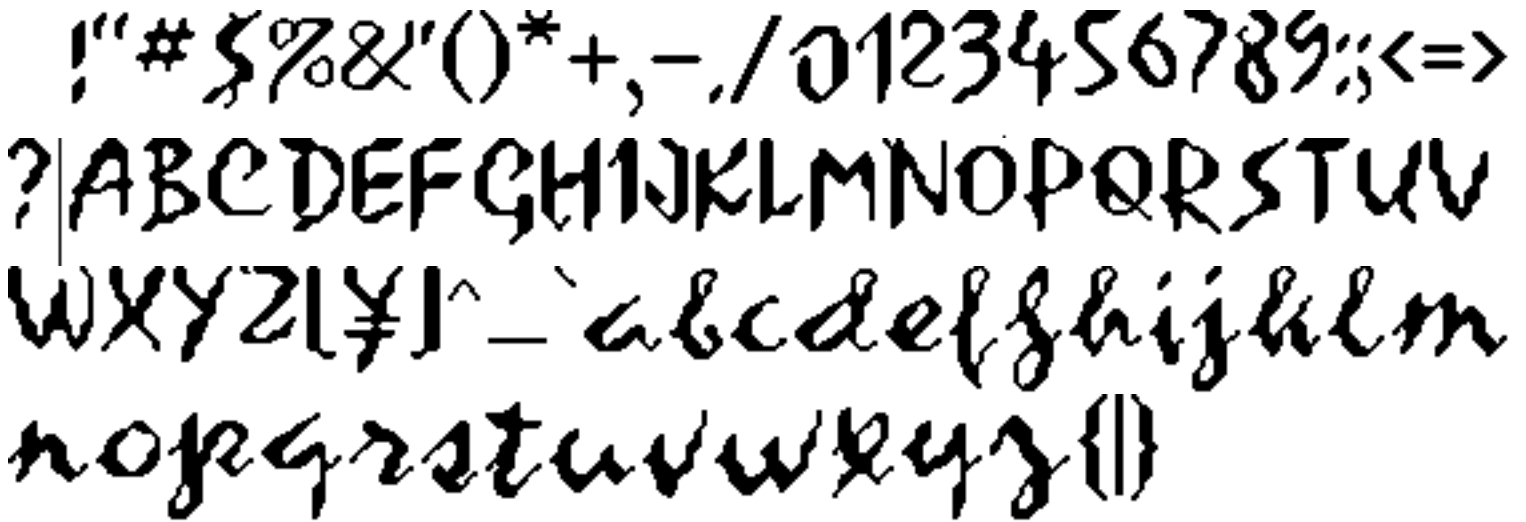 !"#$%&'()*+,-./0123456789:;<=>
?ABCDEFGHIJKLMNOPQRSTUV
WXYZ[¥]^_`abcdefghijklm
nopqrstuvwxyz{|}